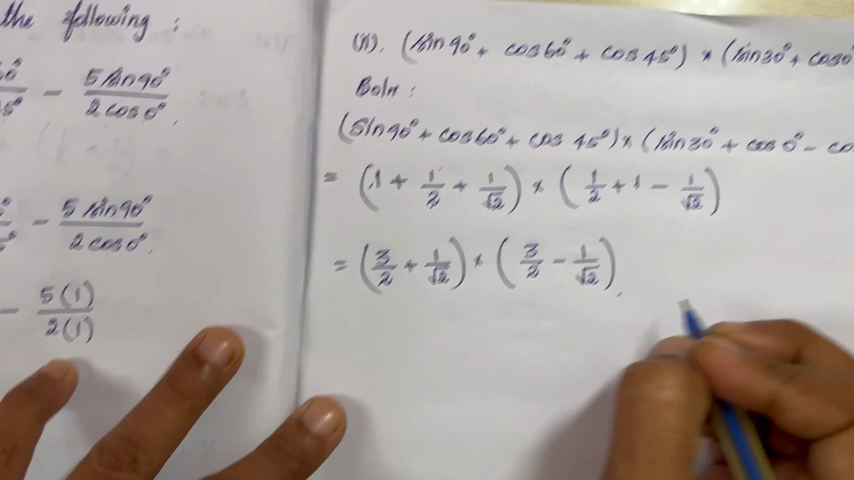 the following :
- 5 sin 90° / 2 cos 0°.
- 5 sin 90° / 2 cos 0°.
- 5(1) / 2(1)
(ii). (sin 90° + cos 60° + cos 45°) × (sin 30° + cos 0°
Soln :
(sin 90° + cos 60° + cos 45°) × (sin 30° + cos 0° - co
= (1 + 1/2 + 1/√2) × (1/2 + 1 - 1/√2)
= (3/2 + 1/√2) × (3/2 - 1/√2).